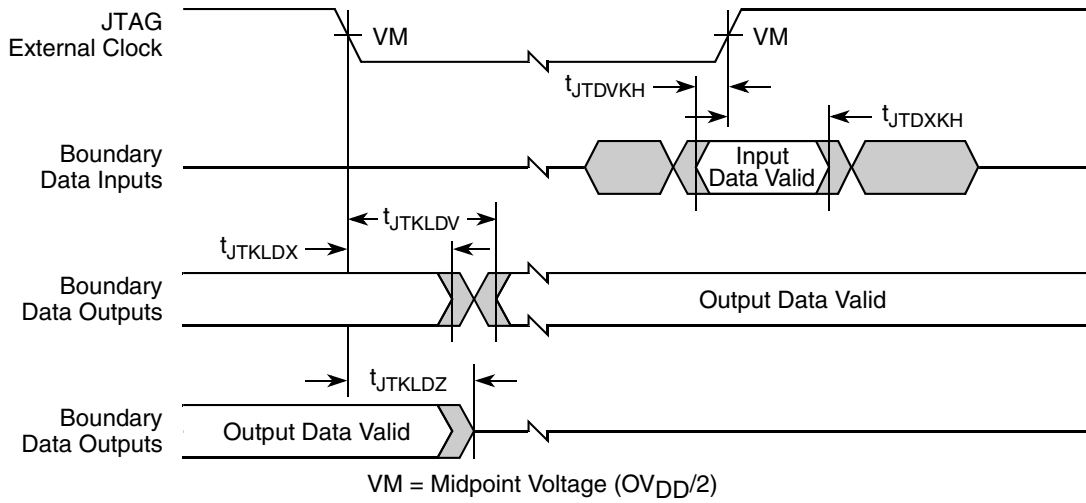 JTAG
External Clock
VM
VM
tJTDVKH
tJTDXKH
Boundary
Data Inputs
Input
Data Valid
tJTKLDV
tJTKLDX
Boundary
Data Outputs
Output Data Valid
tJTKLDZ
Boundary
Data Outputs
Output Data Valid
VM = Midpoint Voltage (OVDD/2)